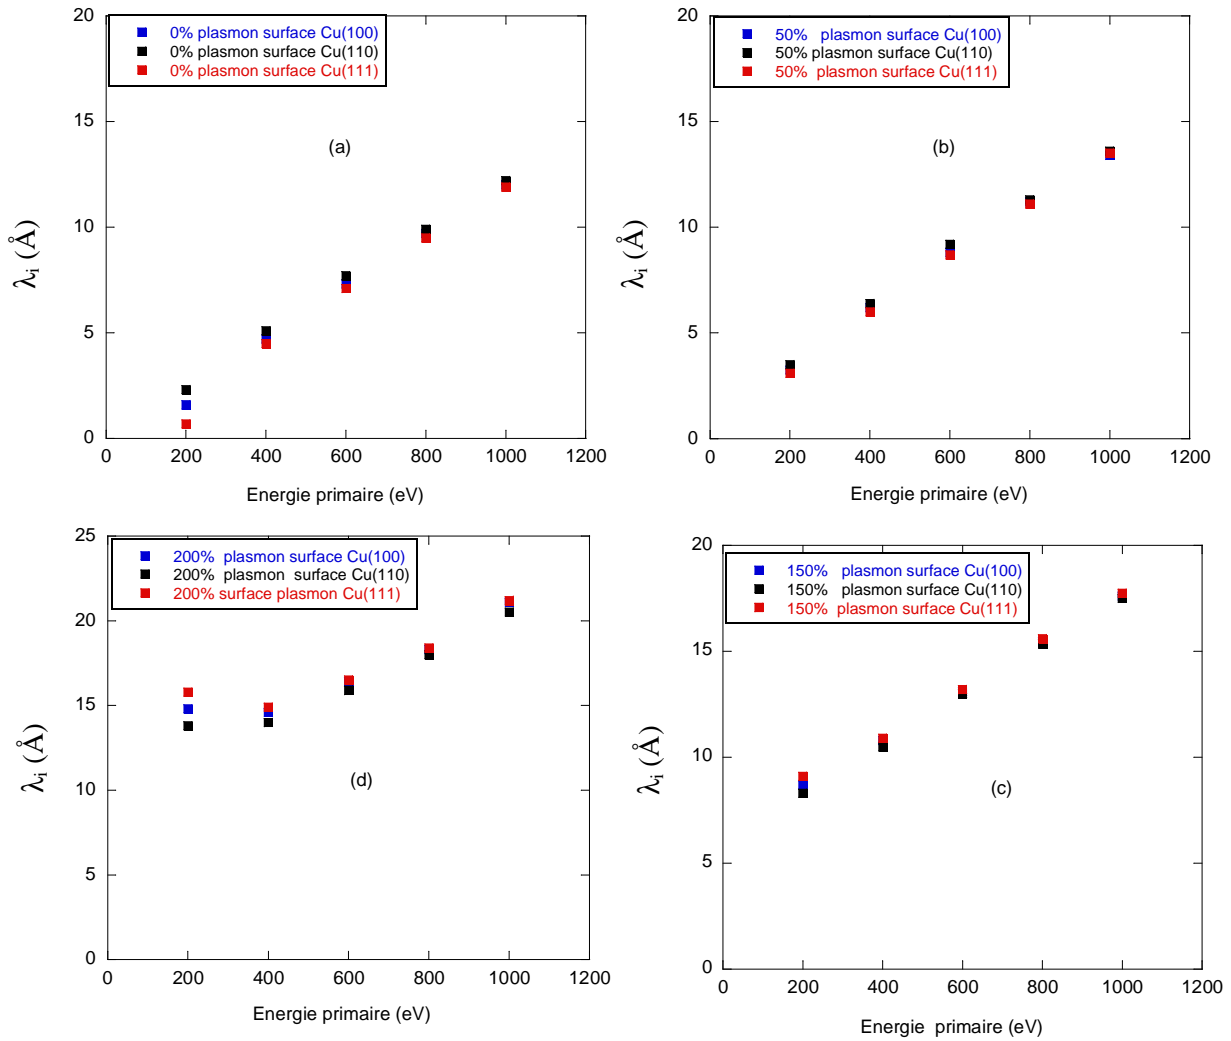 20
0% plasmon surface Cu(100)
0% plasmon surface Cu(110)
0% plasmon surface Cu(111)
15
(a)
10
5
0
λi (Å)
0 200 400 600 800 1000 1200
Energie primaire (eV)
20
50% plasmon surface Cu(100)
50% plasmon surface Cu(110)
50% plasmon surface Cu(111)
15
(b)
10
5
0
λi (Å)
0 200 400 600 800 1000 1200
Energie primaire (eV)
25
200% plasmon surface Cu(100)
200% plasmon surface Cu(110)
200% surface plasmon Cu(111)
20
15
(d)
10
5
0
λi (Å)
0 200 400 600 800 1000 1200
Energie primaire (eV)
20
150% plasmon surface Cu(100)
150% plasmon surface Cu(110)
150% plasmon surface Cu(111)
15
10
(c)
5
0
λi (Å)
0 200 400 600 800 1000 1200
Energie primaire (eV)